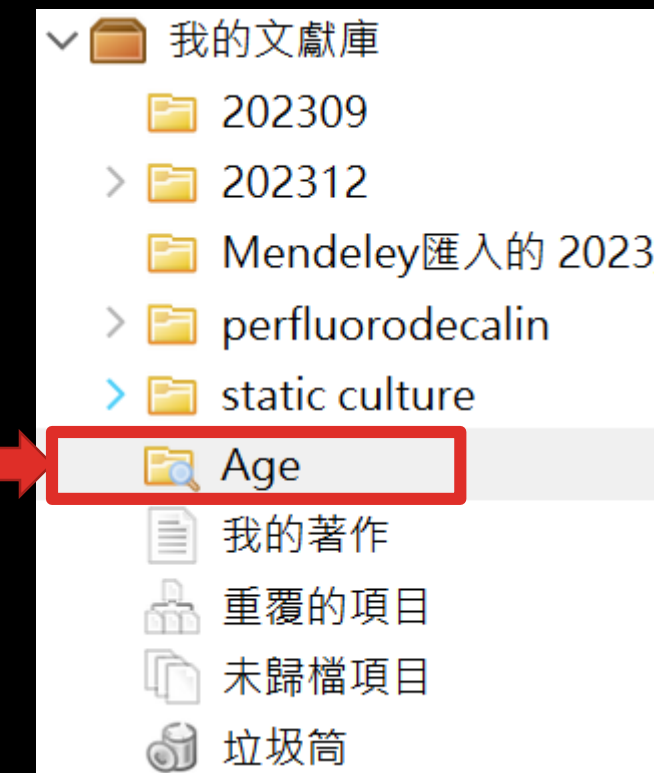 我的文獻庫
202309
202312
Mendeley匯入的 2023
perfluorodecalin
static culture
Age
我的著作
重覆的項目
未歸檔項目
垃圾筒